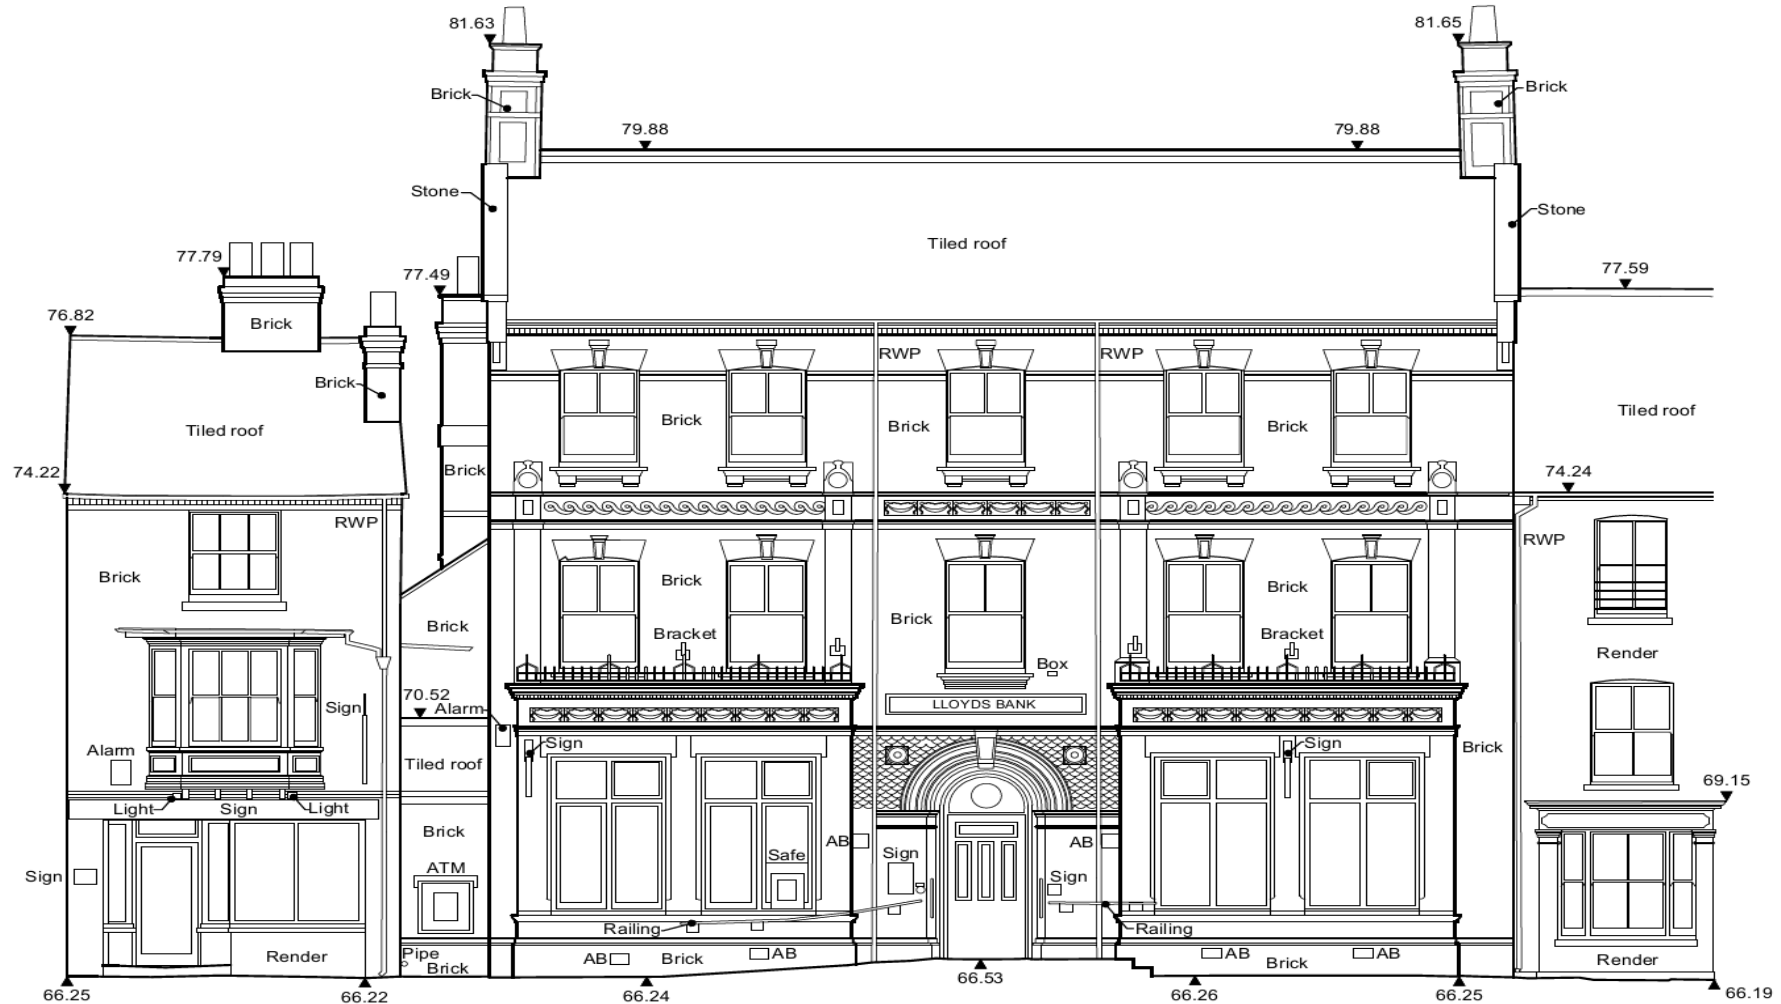 81.63
81.65
Brick
Brick
79.88
79.88
Stone
Stone
Tiled roof
77.79
77.49
77.59
76.82
Brick
RWP
RWP
Brick
Tiled roof
Brick
Brick
Brick
Tiled roof
Brick
74.22
Brick
74.24
RWP
RWP
Brick
Brick
Brick
Brick
Brick
Bracket
Bracket
Render
Box
Sign
70.52
Alarm
LLOYDS BANK
Alarm
Sign
Sign
Brick
Tiled roof
69.15
Light
Sign
Light
Brick
AB
AB
Safe
Sign
ATM
Sign
Sign
Railing
Railing
Render
Pipe
Brick
AB
Brick
AB
AB
AB
Brick
Render
66.25
66.22
66.24
66.53
66.26
66.25
66.19